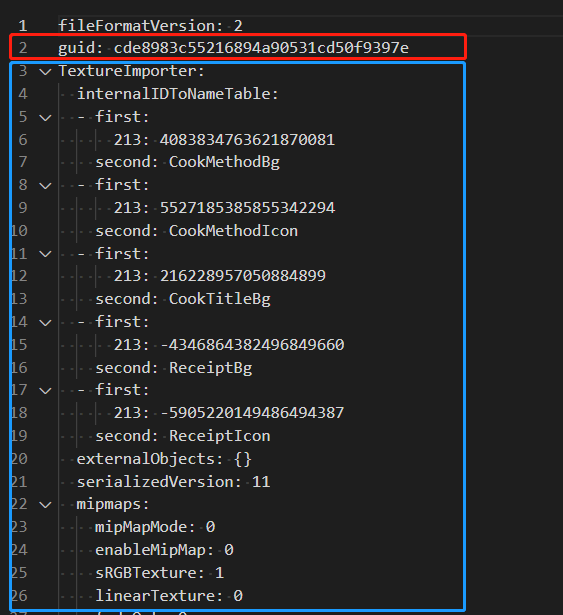 1 fileFormatVersion: 2
2 guid: cde8983c55216894a90531cd50f9397e
3 TextureImporter:
4 internalIDToNameTable:
5 - first:
6 213: 4083834763621870081
7 second: CookMethodBg
8 - first:
9 213: 5527185385855342294
10 second: CookMethodIcon
11 - first:
12 213: 216228957050884899
13 second: CookTitleBg
14 - first:
15 213: -4346864382496849660
16 second: ReceiptBg
17 - first:
18 213: -5905220149486494387
19 second: ReceiptIcon
20 externalObjects: {}
21 serializedVersion: 11
22 mipmaps:
23 mipMapMode: 0
24 enableMipMap: 0
25 sRGBTexture: 1
26 linearTexture: 0